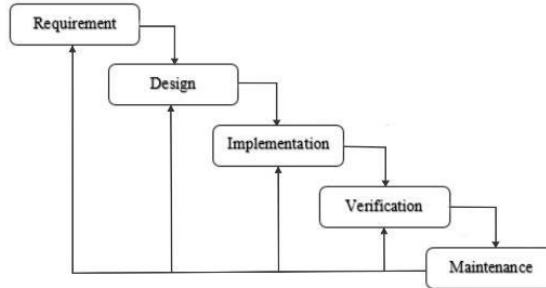 Requirement
Design
Implementation
Verification
Maintenance